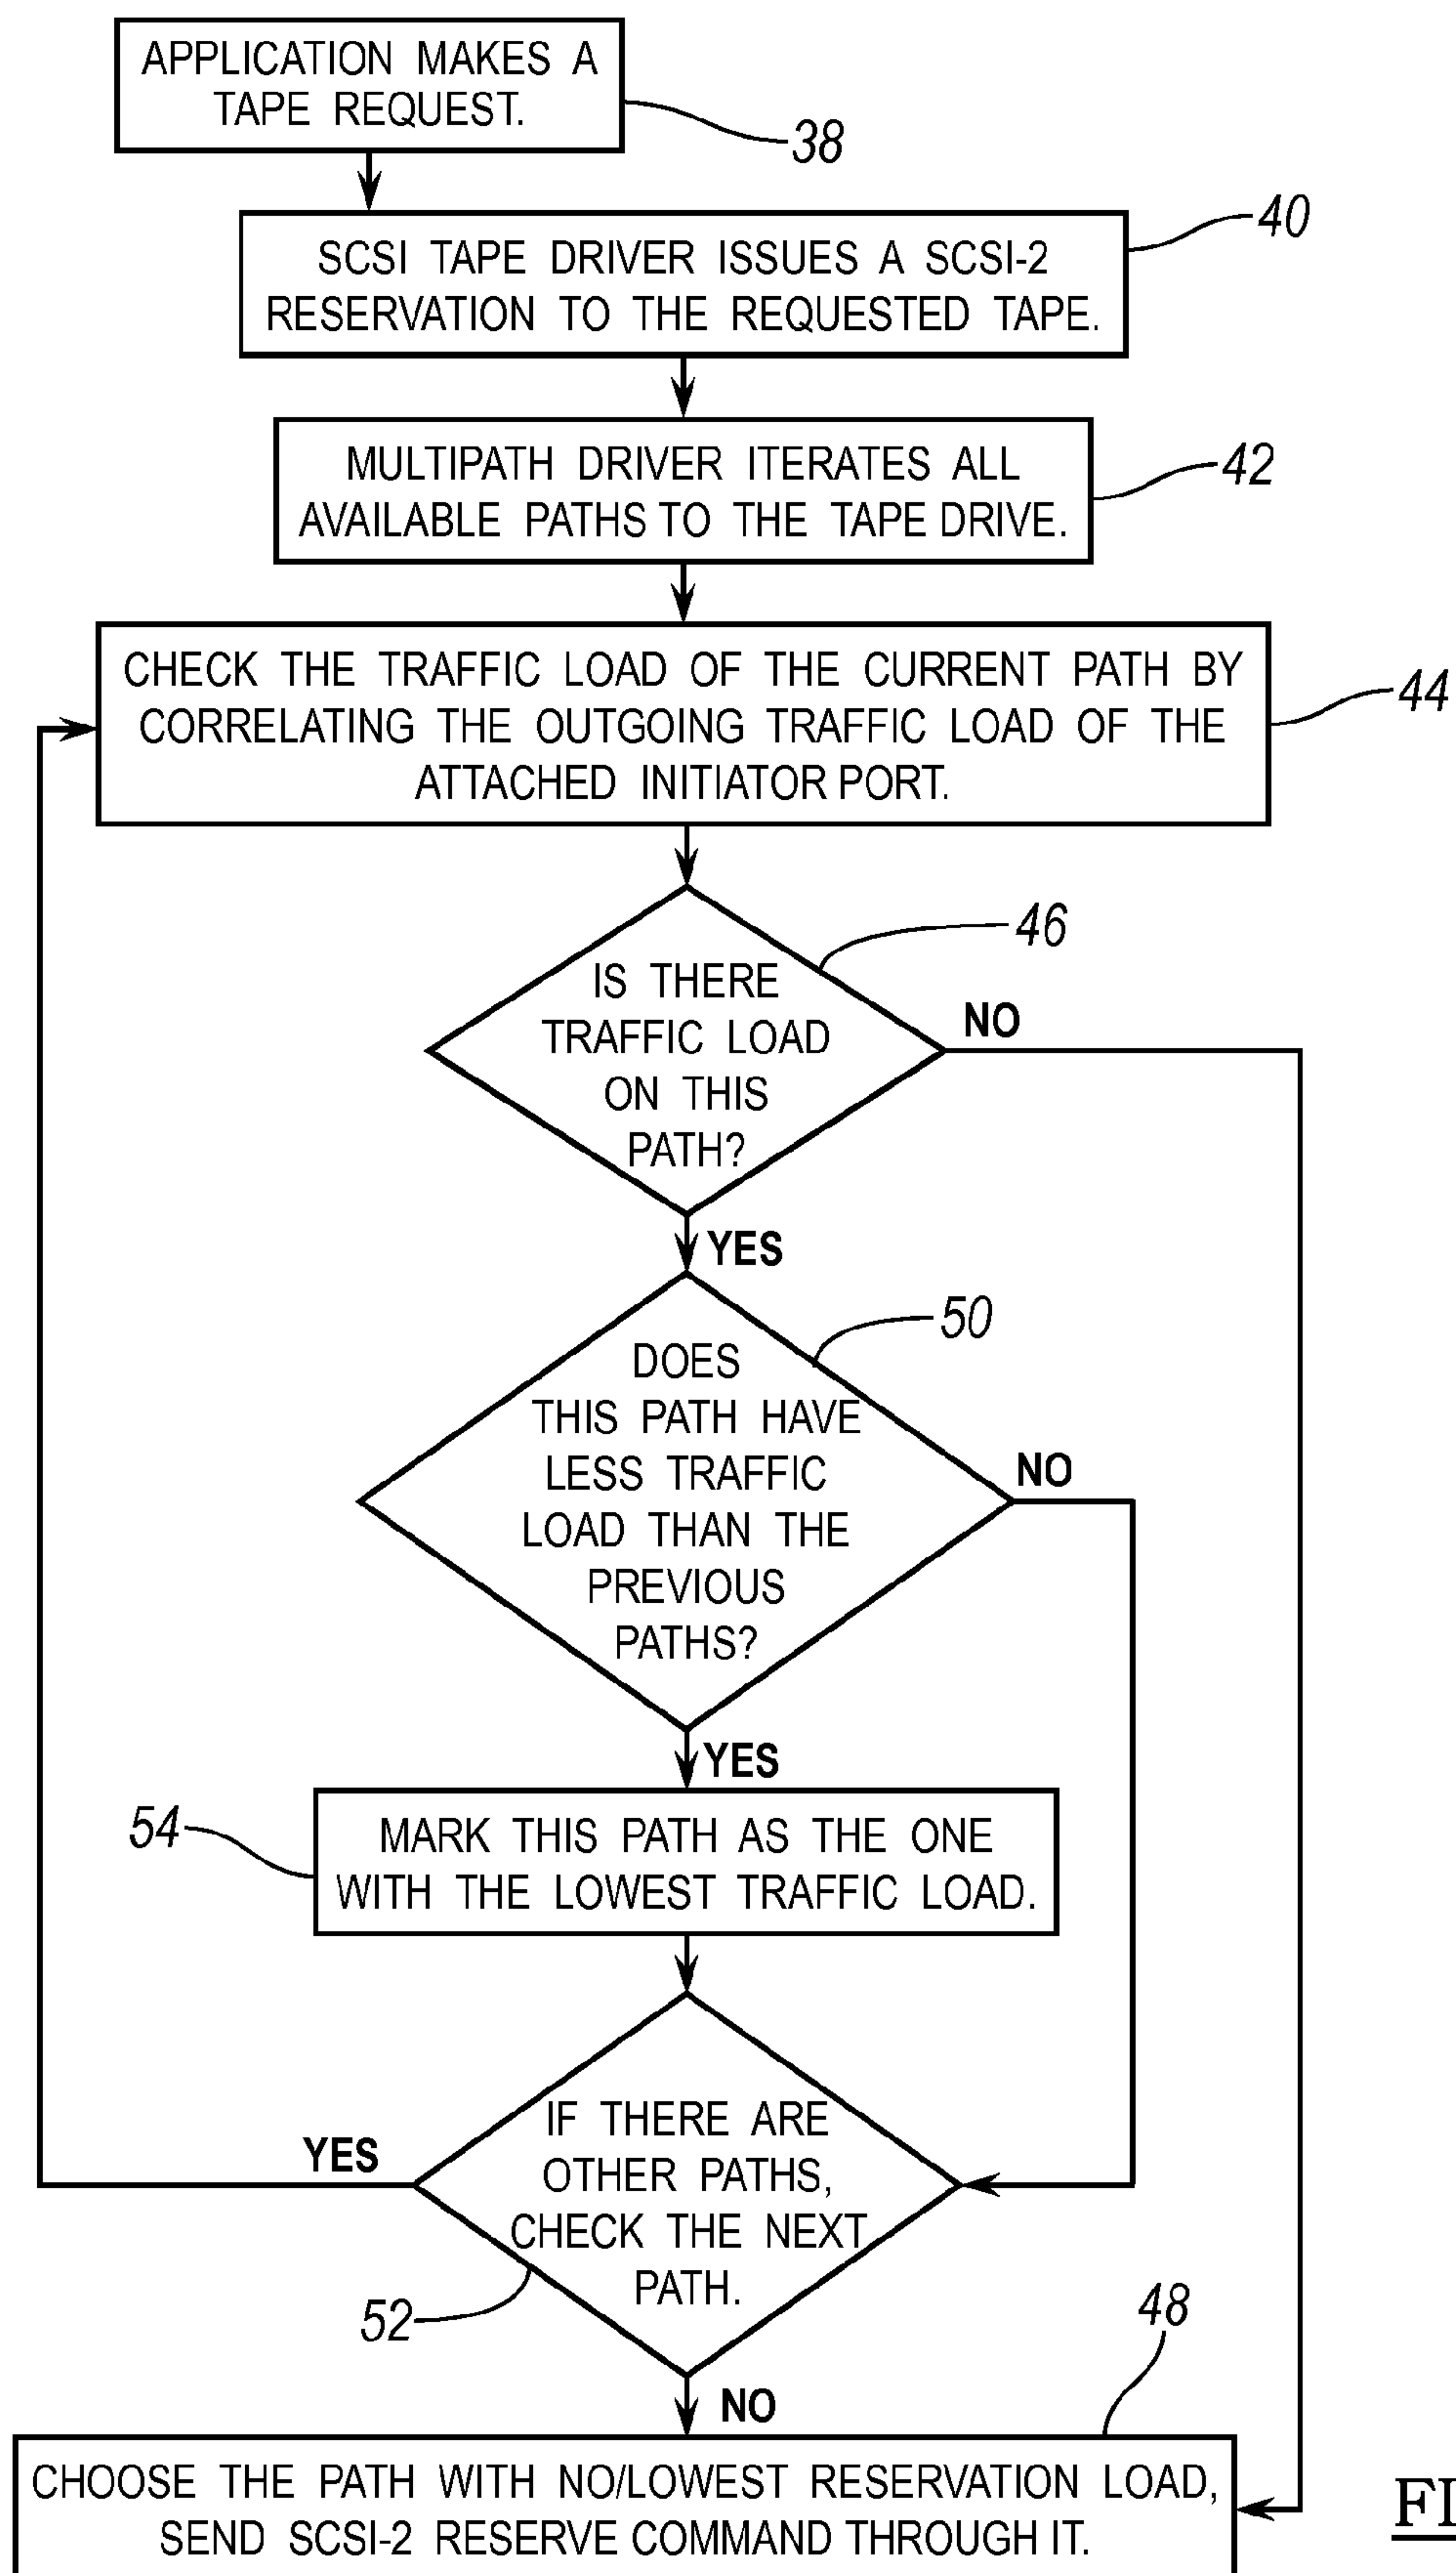 APPLICATION MAKES A
TAPE REQUEST.
38
40
SCSI TAPE DRIVER ISSUES A SCSI-2
RESERVATION TO THE REQUESTED TAPE.
42
MULTIPATH DRIVER ITERATES ALL
AVAILABLE PATHS TO THE TAPE DRIVE.
44
CHECK THE TRAFFIC LOAD OF THE CURRENT PATH BY
CORRELATING THE OUTGOING TRAFFIC LOAD OF THE
ATTACHED INITIATOR PORT.
46
IS THERE
TRAFFIC LOAD
ON THIS
PATH?
NO
YES
50
DOES
THIS PATH HAVE
LESS TRAFFIC
LOAD THAN THE
PREVIOUS
PATHS?
NO
YES
54
MARK THIS PATH AS THE ONE
WITH THE LOWEST TRAFFIC LOAD.
IF THERE ARE
OTHER PATHS,
CHECK THE NEXT
PATH.
YES
52
48
NO
CHOOSE THE PATH WITH NO/LOWEST RESERVATION LOAD,
SEND SCSI-2 RESERVE COMMAND THROUGH IT.